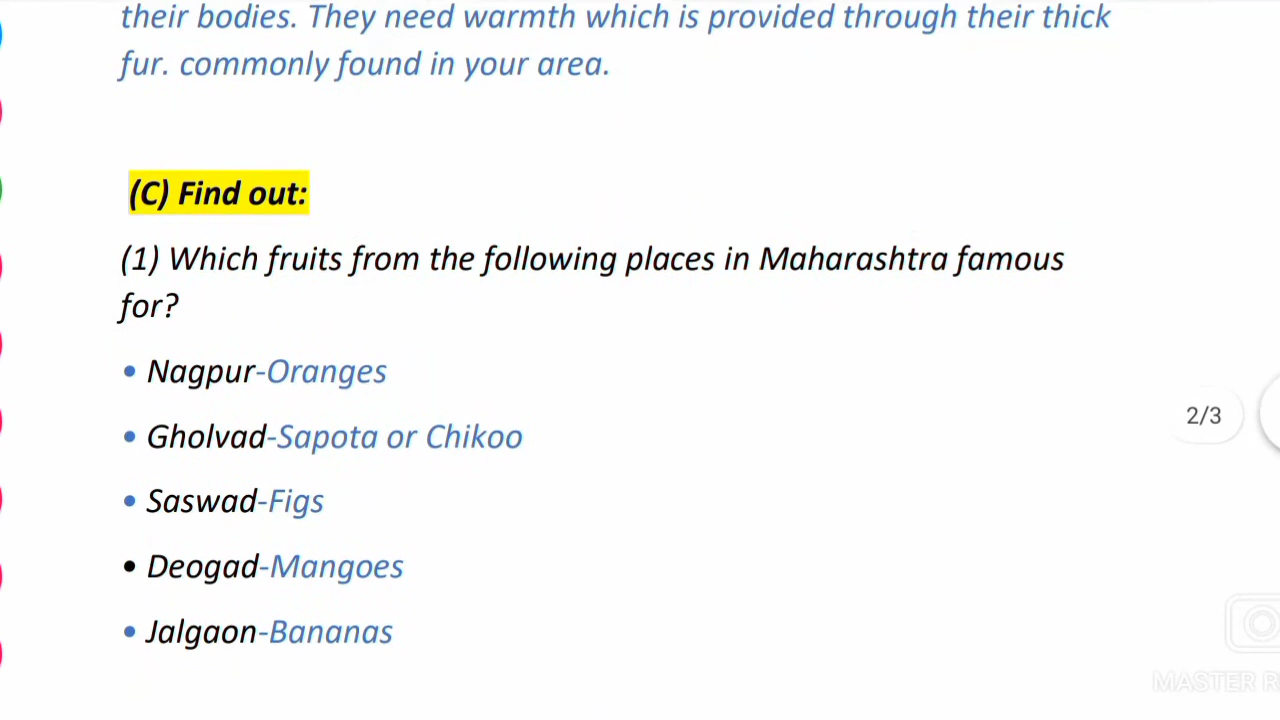 their bodies. They need warmth which is provided through their thick
fur. commonly found in your area.
(C) Find out:
(1) Which fruits from the following places in Maharashtra famous
for?
• Nagpur-Oranges
• Gholvad-Sapota or Chikoo
• Saswad-Figs
• Deogad-Mangoes
• Jalgaon-Bananas
2/3
MASTER R